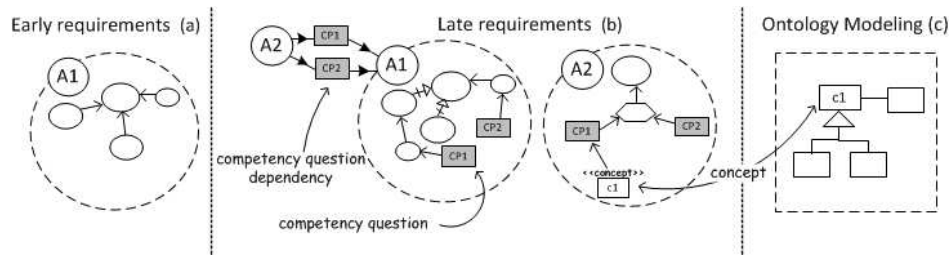 Early requirements (a)
Late requirements (b)
Ontology Modeling (c)
A1
A2
CP1
CP2
A1
CP2
CP1
competency question
dependency
competency question
A2
CP1
CP2
<<concept>>
c1
concept
c1